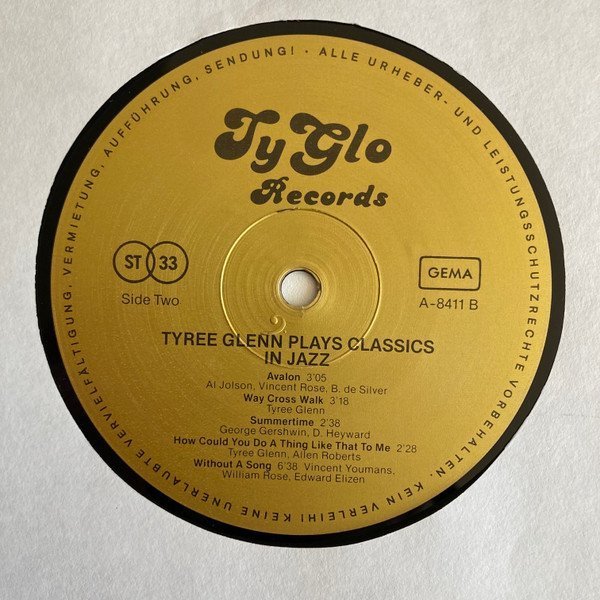 ALLE URHEBER- UND LEISTUNGSSCHUTZRECHTE VORBEHALTEN. KEIN VERLEIH! KEINE UNERLAUBTE VERVIELFÄLTIGUNG, VERMIETUNG, AUFFÜHRUNG, SENDUNG! ·
Ty Glo
Records
ST 33
Side Two
GEMA
A-8411 B
TYREE GLENN PLAYS CLASSICS
IN JAZZ
Avalon 3'05
Al Jolson, Vincent Rose, B. de Silver
Way Cross Walk 3'18
Tyree Glenn
Summertime 2'38
George Gershwin, D. Heyward
How Could You Do A Thing Like That To Me 2'28
Tyree Glenn, Allen Roberts
Without A Song 6'38 Vincent Youmans,
William Rose, Edward Elizen